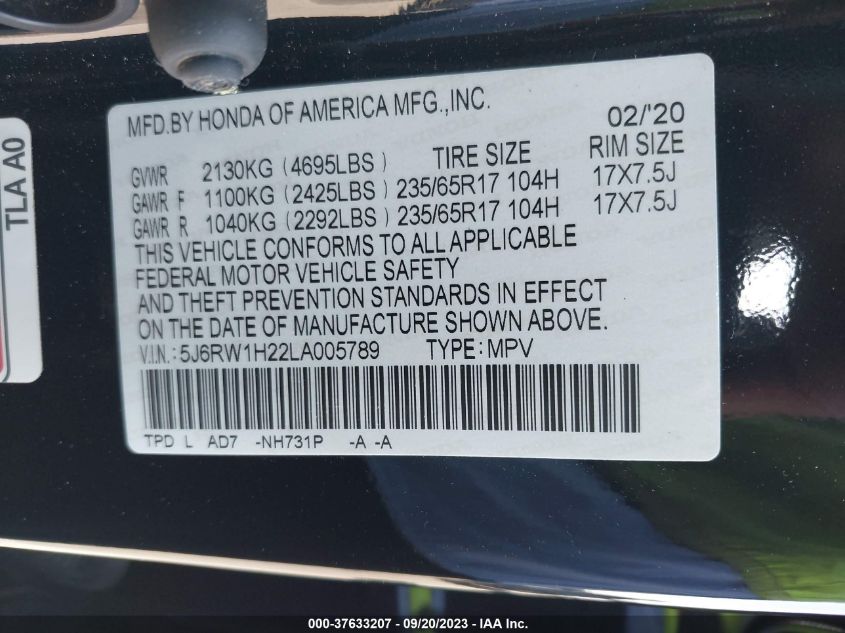 TLA A0
MFD.BY HONDA OF AMERICA MFG.,INC.
02/'20
GVWR 2130KG (4695LBS) TIRE SIZE RIM SIZE
GAWR F 1100KG (2425LBS) 235/65R17 104H 17X7.5J
GAWR R 1040KG (2292LBS) 235/65R17 104H 17X7.5J
THIS VEHICLE CONFORMS TO ALL APPLICABLE
FEDERAL MOTOR VEHICLE SAFETY
AND THEFT PREVENTION STANDARDS IN EFFECT
ON THE DATE OF MANUFACTURE SHOWN ABOVE.
V.I.N.: 5J6RW1H22LA005789 TYPE: MPV
TPD L AD7 -NH731P -A -A
000-37633207 - 09/20/2023 - IAA Inc.